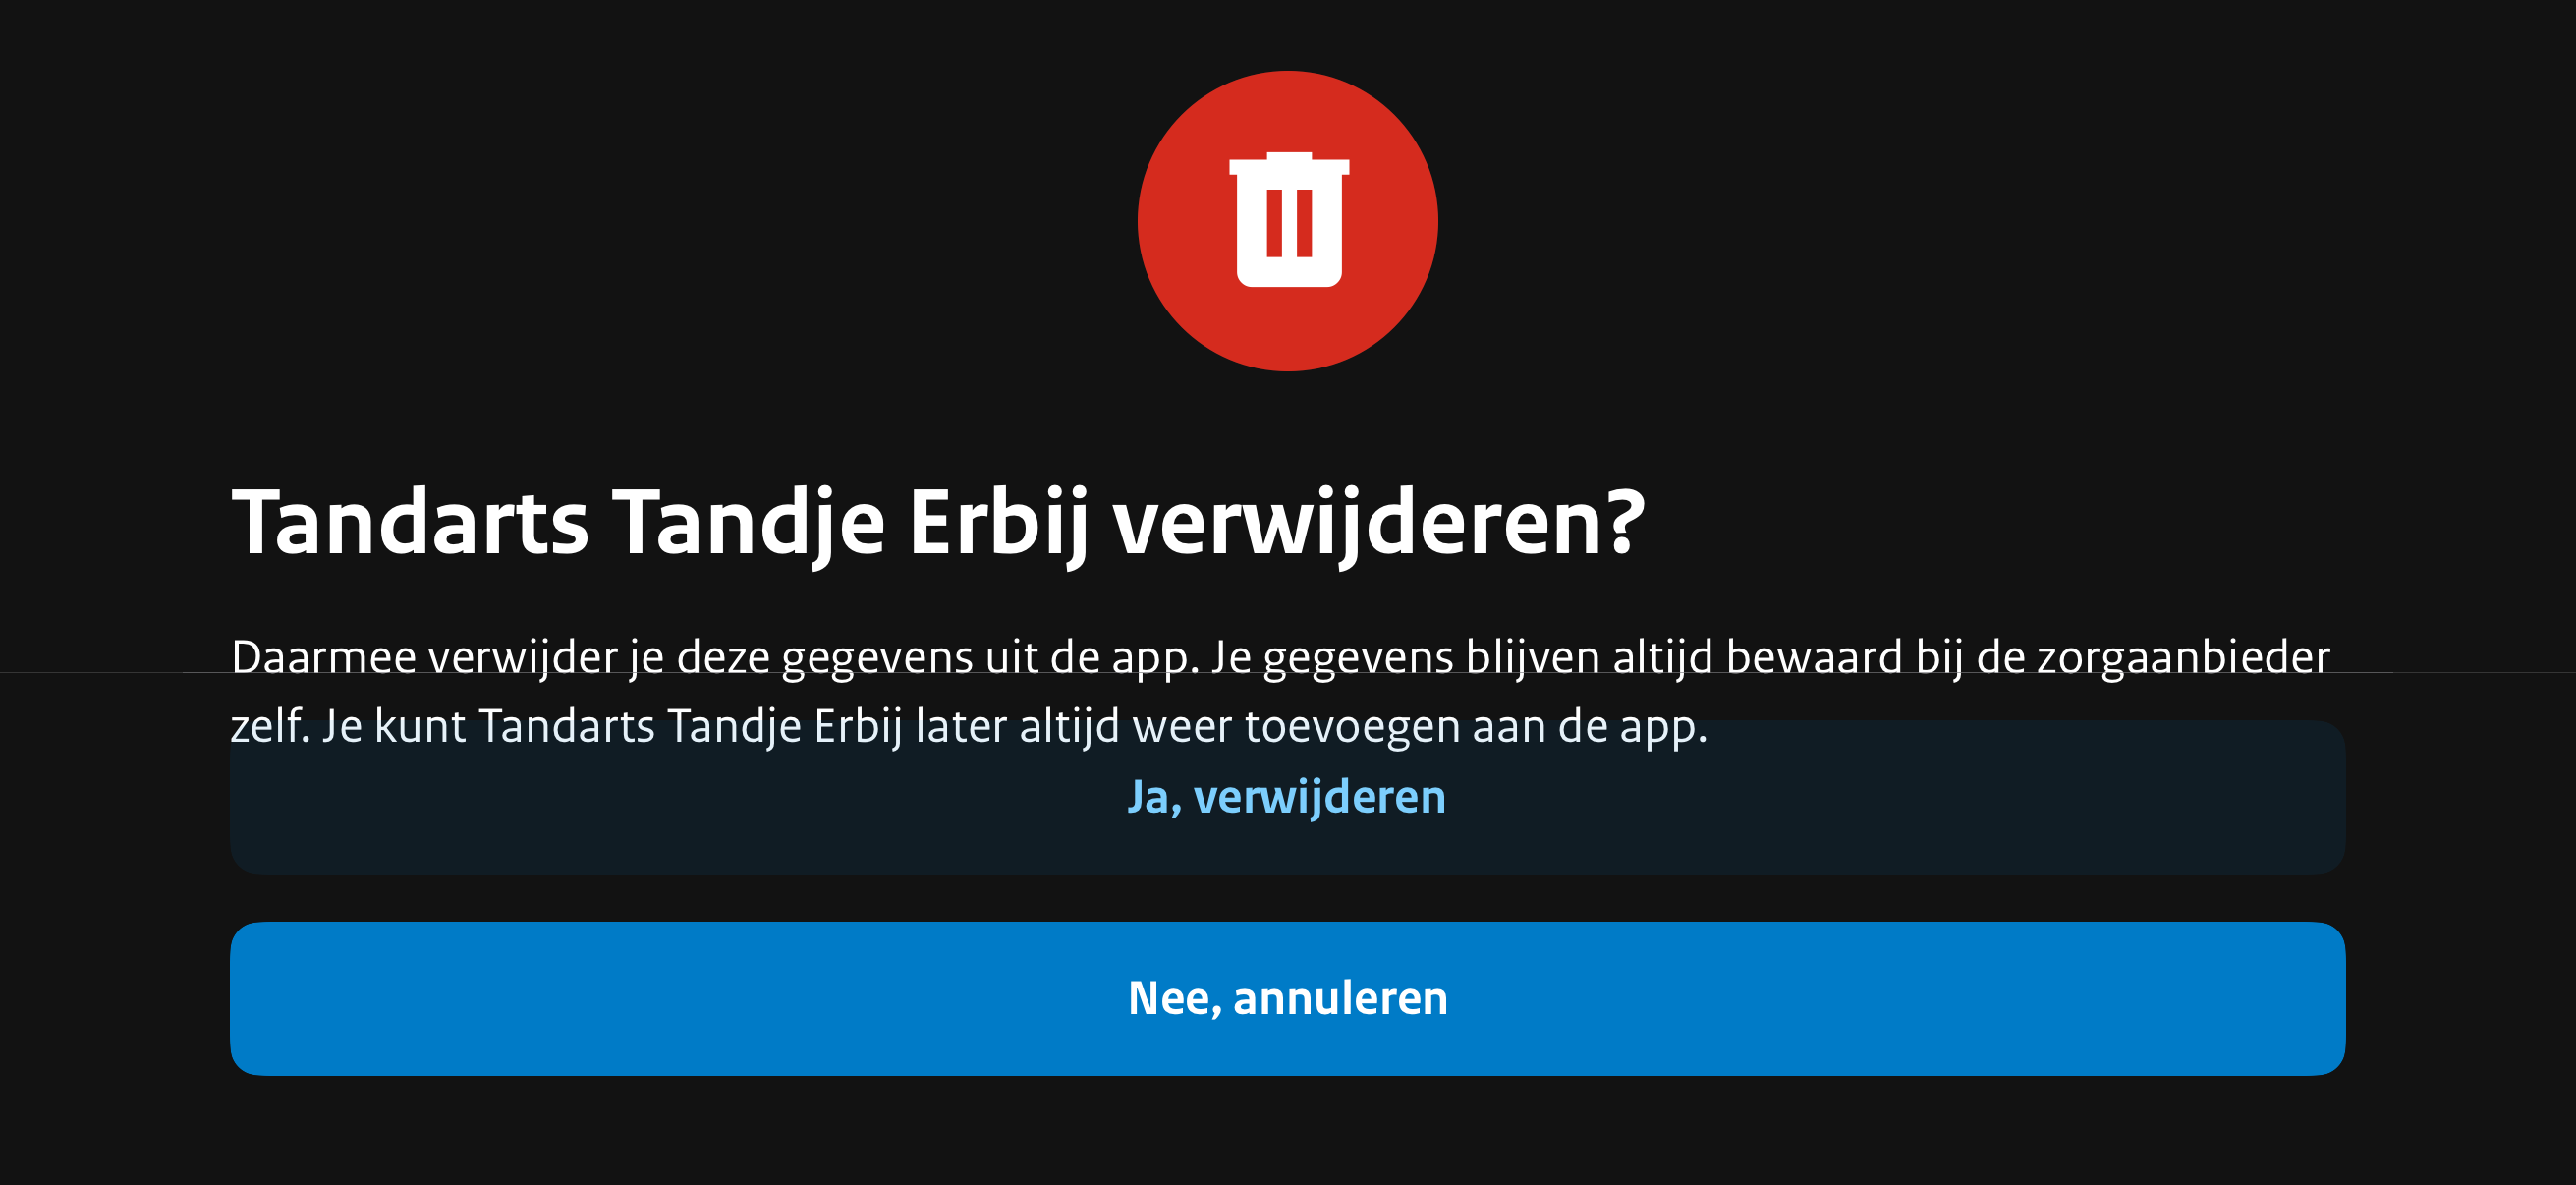 Tandarts Tandje Erbij verwijderen?
Daarmee verwijder je deze gegevens uit de app. Je gegevens blijven altijd bewaard bij de zorgaanbieder
zelf. Je kunt Tandarts Tandje Erbij later altijd weer toevoegen aan de app.
Ja, verwijderen
Nee, annuleren